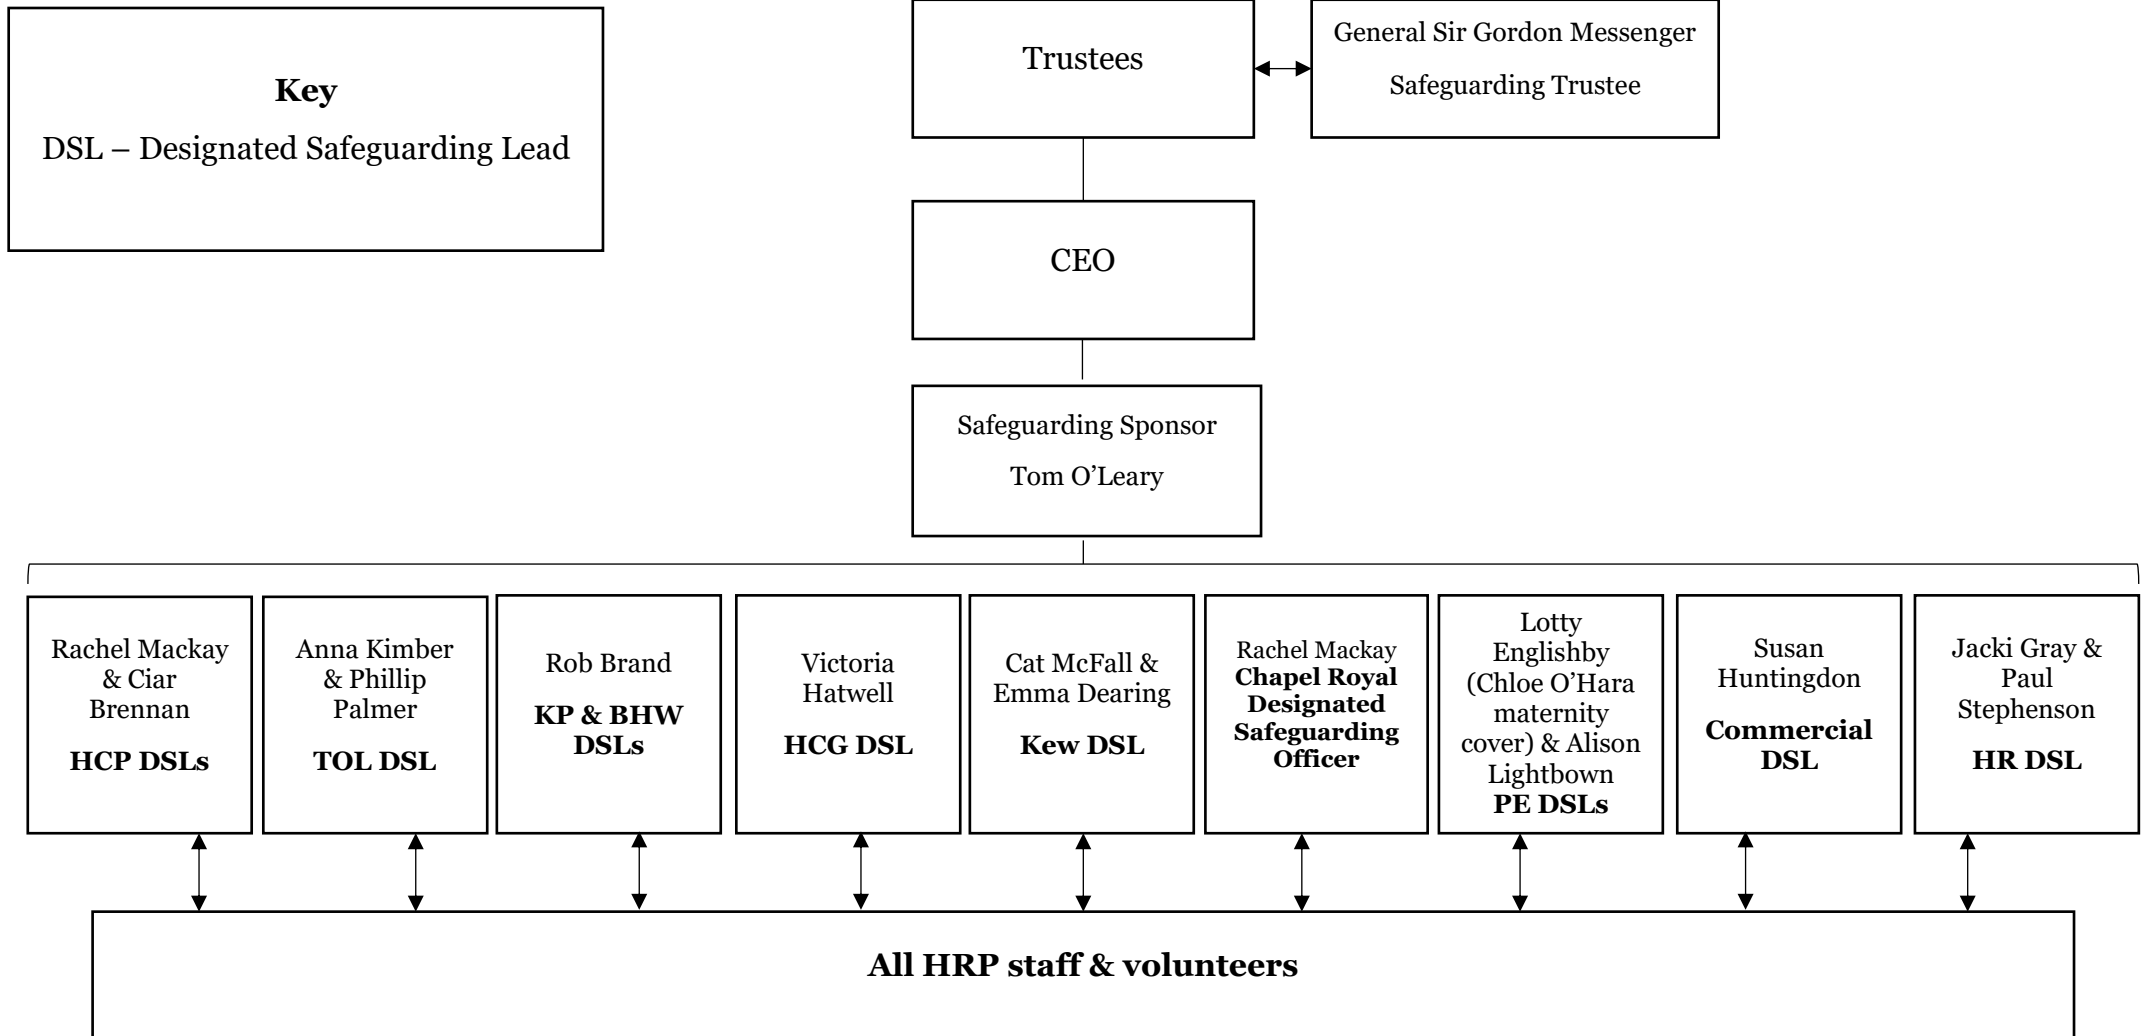 Key
DSL – Designated Safeguarding Lead
Trustees
General Sir Gordon Messenger
Safeguarding Trustee
CEO
Safeguarding Sponsor
Tom O’Leary
Rachel Mackay
& Ciar
Brennan
HCP DSLs
Anna Kimber
& Phillip
Palmer
TOL DSL
Rob Brand
KP & BHW
DSLs
Victoria
Hatwell
HCG DSL
Cat McFall &
Emma Dearing
Kew DSL
Rachel Mackay
Chapel Royal
Designated
Safeguarding
Officer
Lotty
Englishby
(Chloe O’Hara
maternity
cover) & Alison
Lightbown
PE DSLs
Susan
Huntingdon
Commercial
DSL
Jacki Gray &
Paul
Stephenson
HR DSL
All HRP staff & volunteers